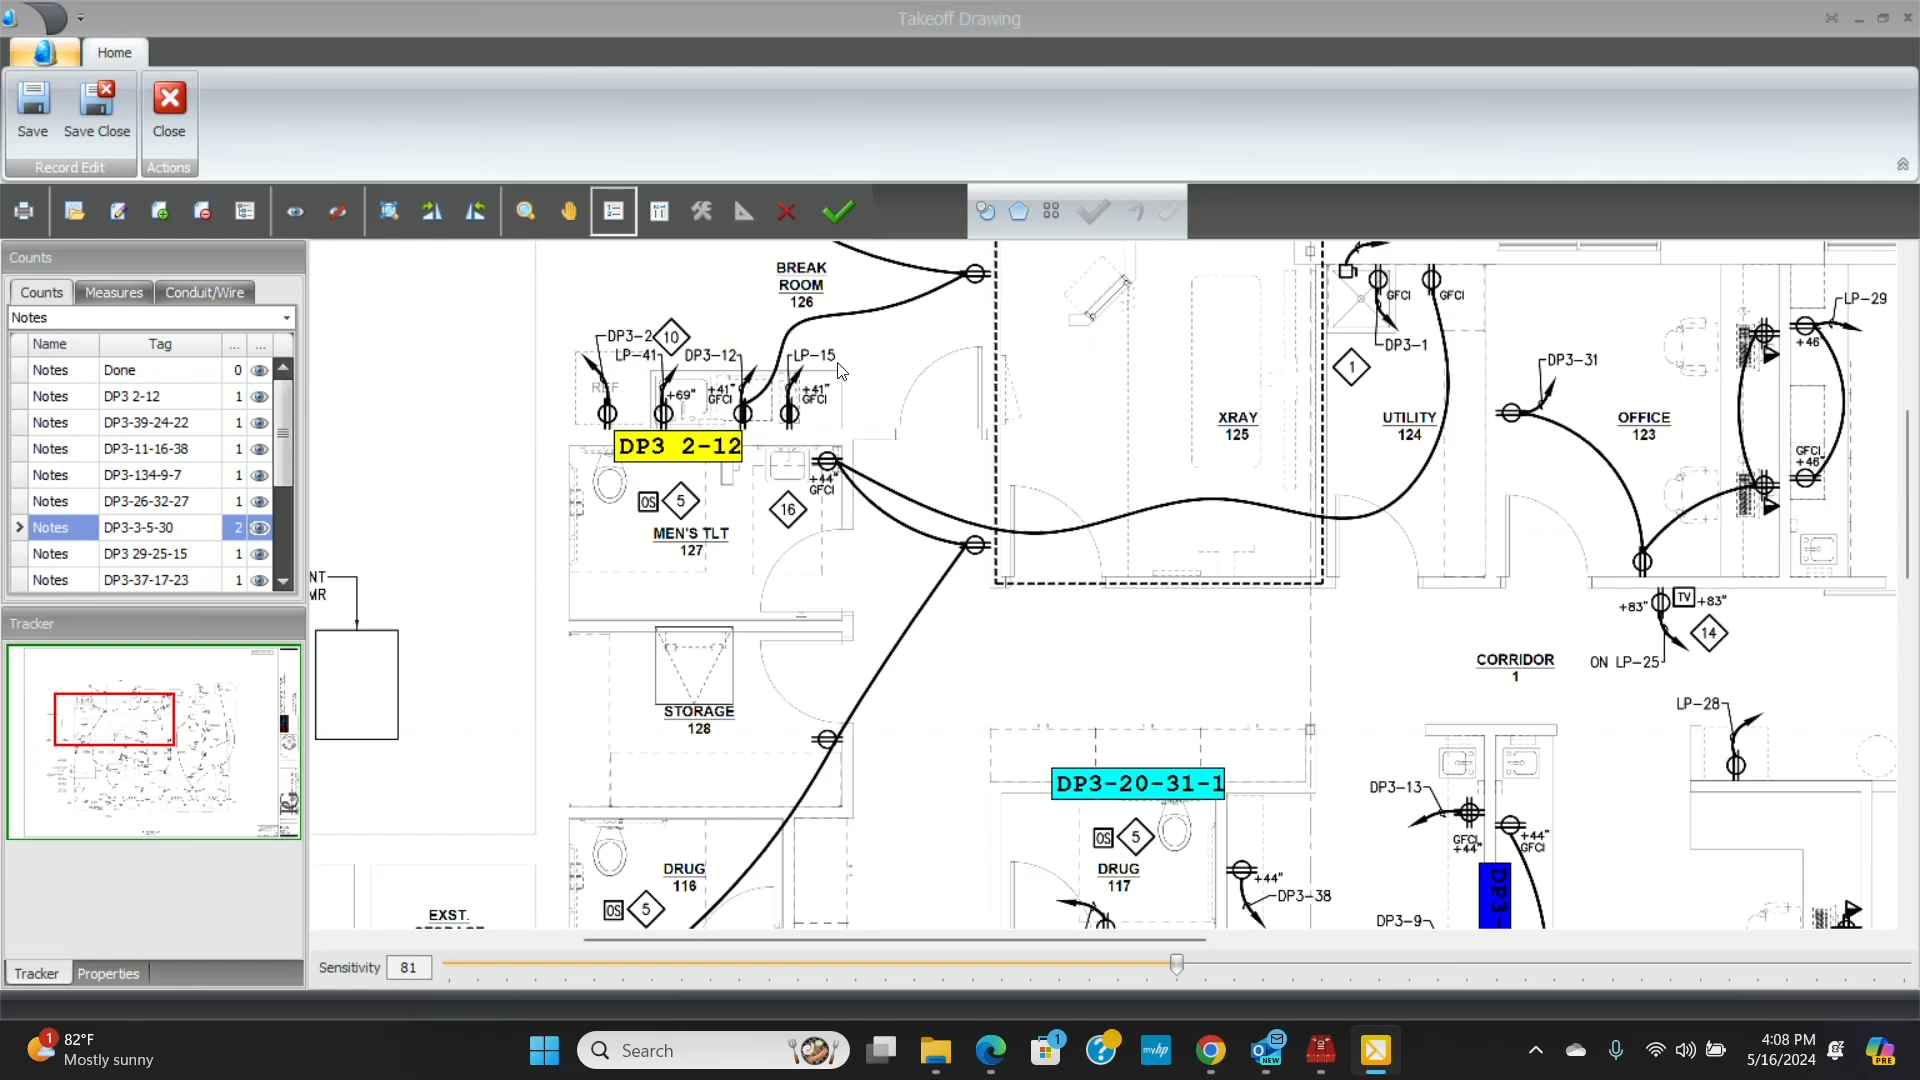 Takeoff Drawing
Home
Save
Save Close
Close
Record Edit
Actions
Counts
Counts
Measures
Conduit/Wire
Notes
Name
Tag
...
...
Notes
Done
0
Notes
DP3 2-12
1
Notes
DP3-39-24-22
1
Notes
DP3-11-16-38
1
Notes
DP3-134-9-7
1
Notes
DP3-26-32-27
1
Notes
DP3-3-5-30
2
Notes
DP3 29-25-15
1
Notes
DP3-37-17-23
1
Tracker
Tracker
Properties
BREAK
ROOM
126
DP3-2
10
LP-41
DP3-12
LP-15
REF.
+69"
+41"
GFCI
+41"
GFCI
DP3 2-12
+44"
GFCI
OS
5
16
MEN'S TLT
127
NT
MR
STORAGE
128
DRUG
116
OS
5
EXST.
XRAY
125
GFCI
GFCI
DP3-1
1
UTILITY
124
DP3-31
OFFICE
123
LP-29
+46"
GFCI
+46"
+83"
TV
+83"
14
ON LP-25
CORRIDOR
1
LP-28
DP3-20-31-1
OS
5
DRUG
117
+44"
DP3-38
DP3-13
GFCI
+44"
+44"
GFCI
DP3-9
DP3-
Sensitivity
81
1
82°F
Mostly sunny
Search
1
myhp
NEW
4:08 PM
5/16/2024
PRE